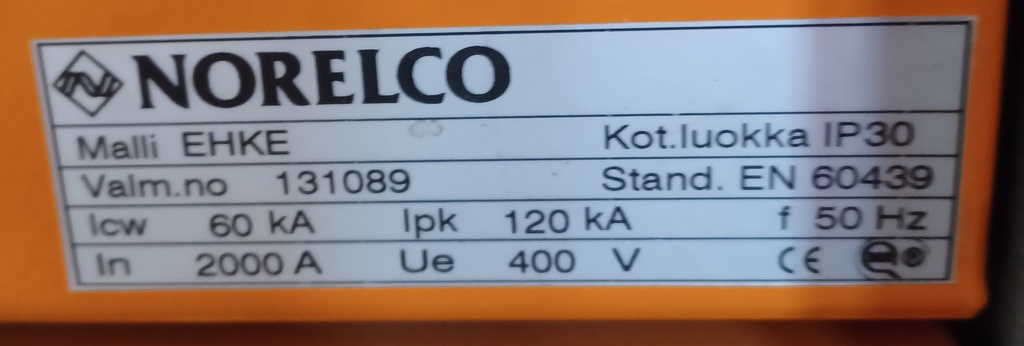 NORELCO
Malli EHKE Kot.luokka IP30
Valm.no 131089 Stand. EN 60439
Icw 60 kA Ipk 120 kA f 50 Hz
In 2000 A Ue 400 V CE